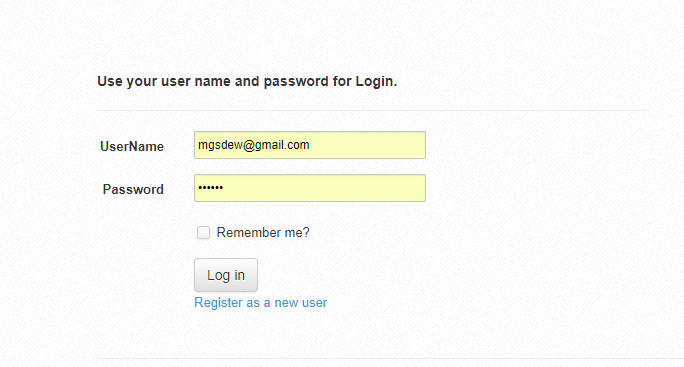 Use your user name and password for Login.
UserName
mgsdew@gmail.com
Password
••••••
Remember me?
Log in
Register as a new user